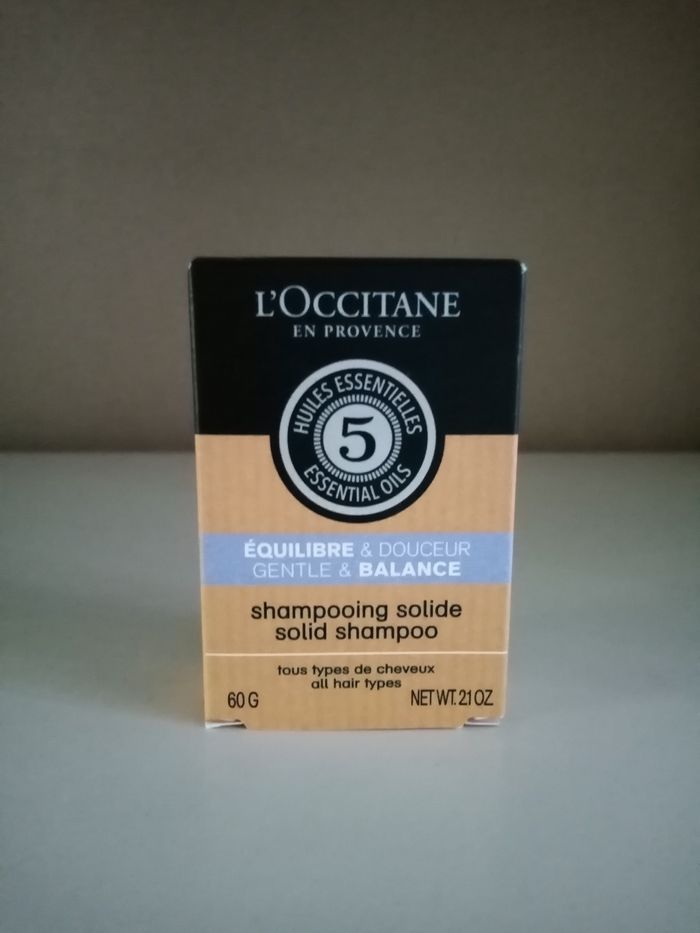 L'OCCITANE
EN PROVENCE
HUILES ESSENTIELLES
5
ESSENTIAL OILS
ÉQUILIBRE & DOUCEUR
GENTLE & BALANCE
shampooing solide
solid shampoo
tous types de cheveux
all hair types
60 G NET WT. 2.1 OZ.